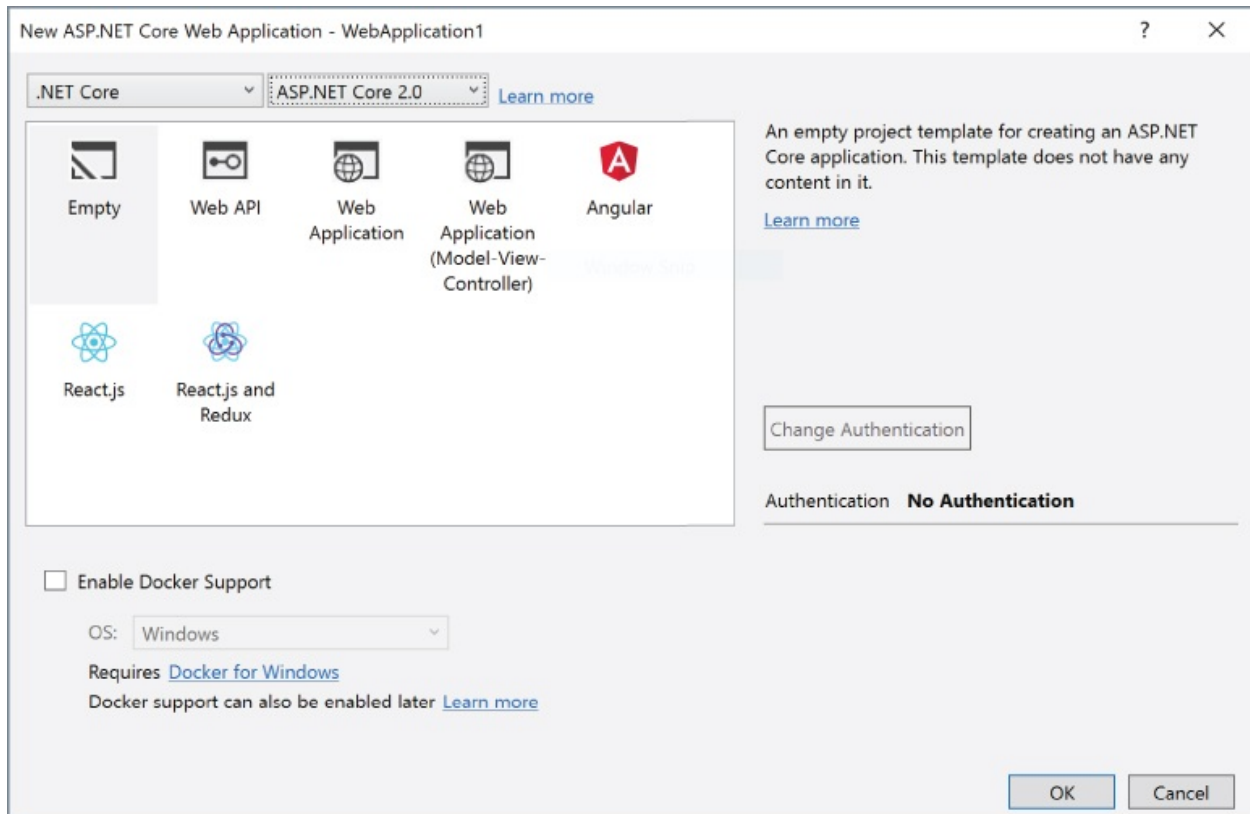 New ASP.NET Core Web Application - WebApplication1
?
.NET Core
ASP.NET Core 2.0
Learn more
Empty
Web API
Web
Application
Web
Application
(Model-View-
Controller)
Angular
React.js
React.js and
Redux
An empty project template for creating an ASP.NET
Core application. This template does not have any
content in it.
Learn more
Window Snip
Change Authentication
Authentication No Authentication
Enable Docker Support
OS: Windows
Requires Docker for Windows
Docker support can also be enabled later Learn more
OK
Cancel